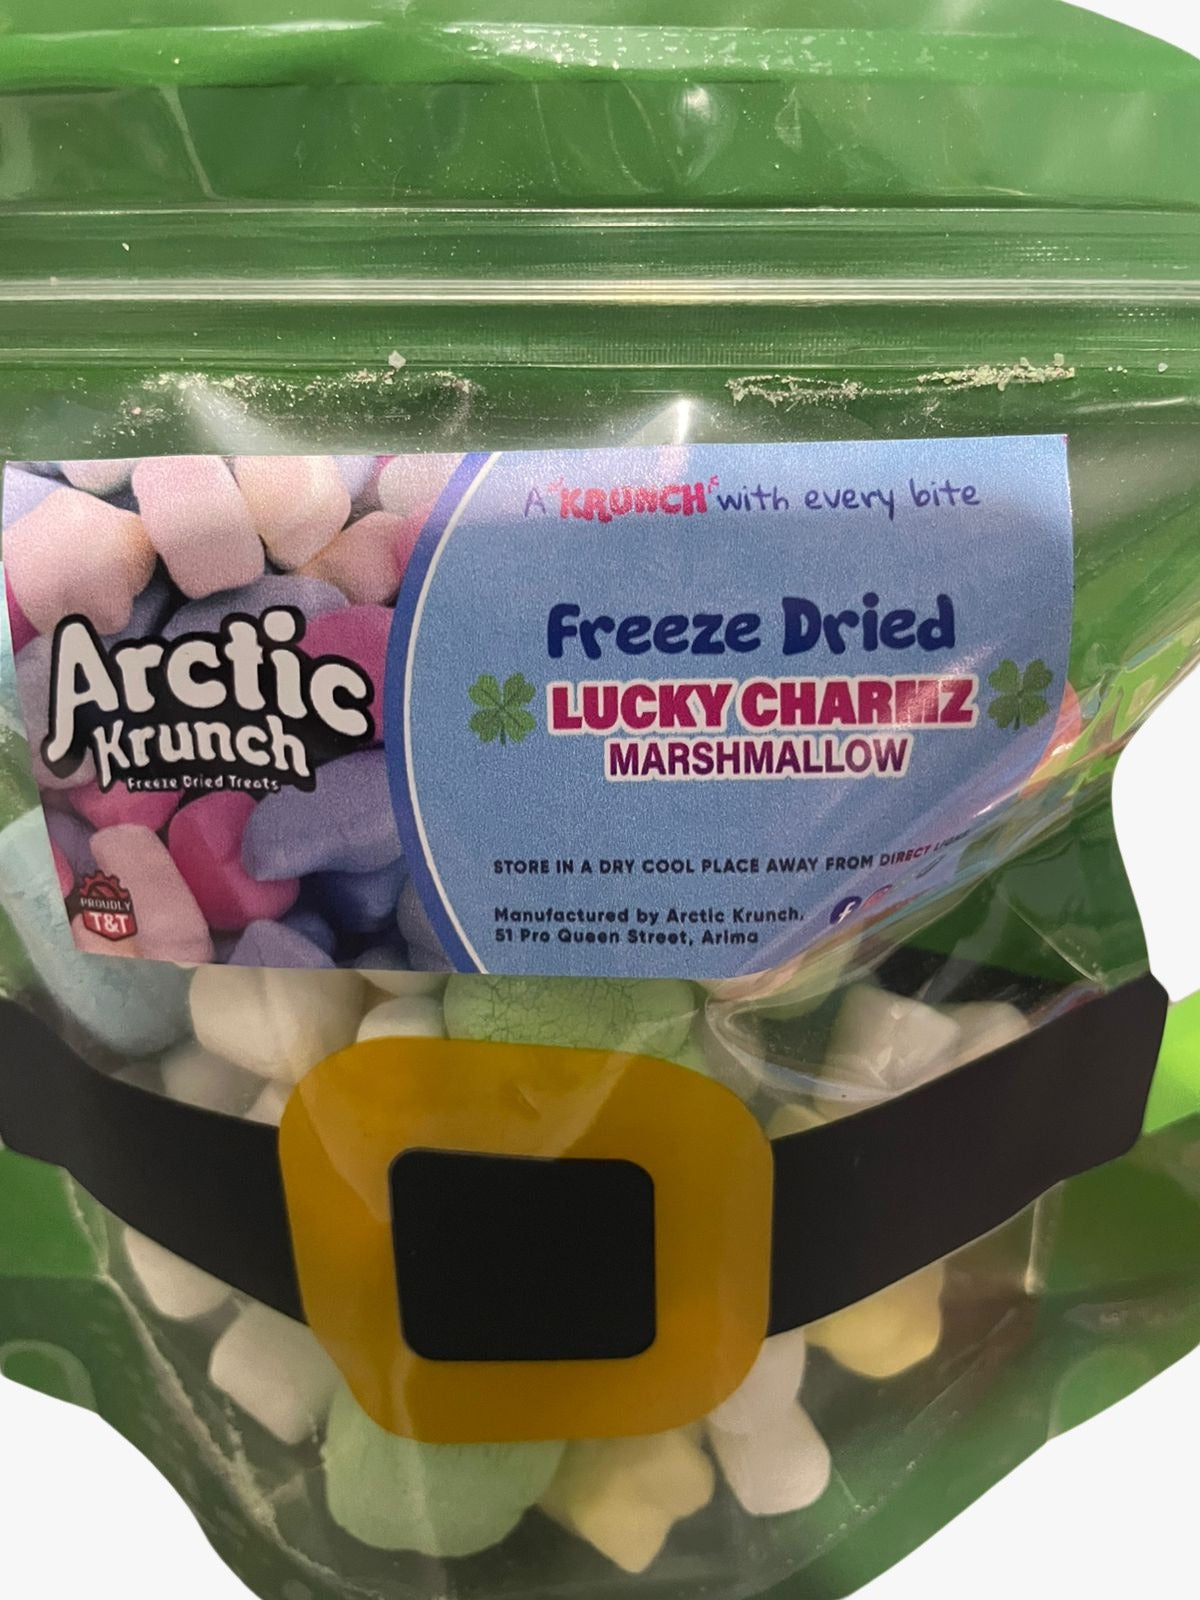 A "KRUNCH" with every bite
Arctic
Krunch
Freeze Dried Treats
Freeze Dried
LUCKY CHARMZ
MARSHMALLOW
STORE IN A DRY COOL PLACE AWAY FROM DIRECT LIGHT
Manufactured by Arctic Krunch,
51 Pro Queen Street, Arima
PROUDLY
T&T